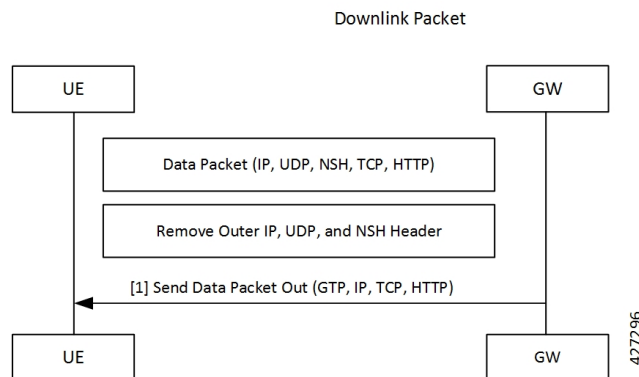 Downlink Packet
UE
GW
Data Packet (IP, UDP, NSH, TCP, HTTP)
Remove Outer IP, UDP, and NSH Header
[1] Send Data Packet Out (GTP, IP, TCP, HTTP)
UE
GW
427296